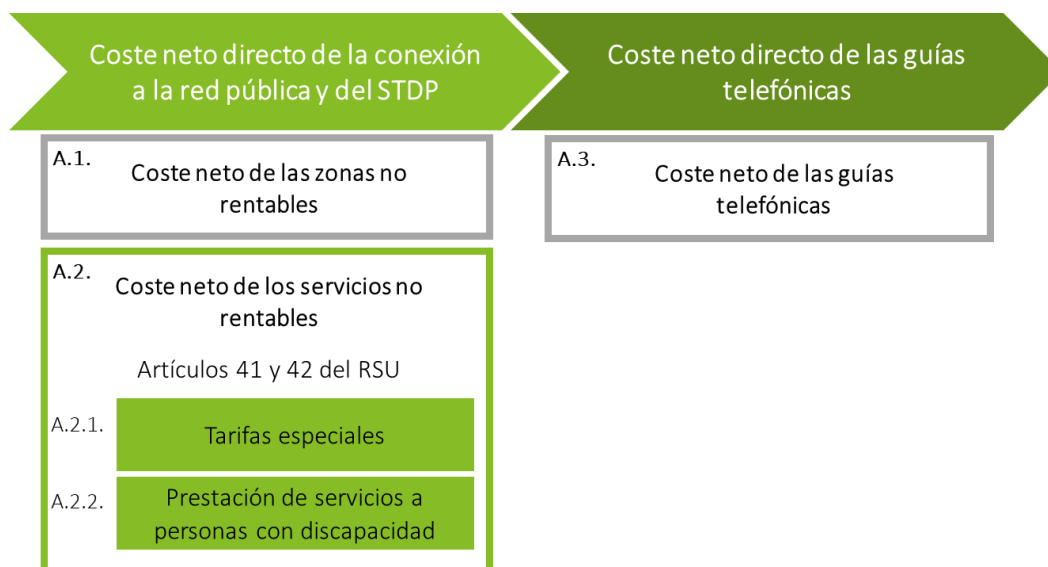 Coste neto directo de la conexión
a la red pública y del STDP
Coste neto directo de las guías
telefónicas
A.1.
Coste neto de las zonas no
rentables
A.3.
Coste neto de las guías
telefónicas
A.2.
Coste neto de los servicios no
rentables
Artículos 41 y 42 del RSU
A.2.1.
Tarifas especiales
A.2.2.
Prestación de servicios a
personas con discapacidad